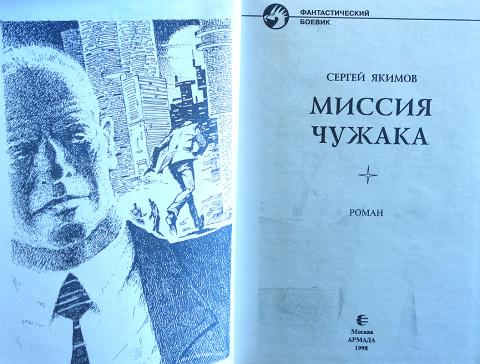 ФАНТАСТИЧЕСКИЙ
БОЕВИК
СЕРГЕЙ ЯКИМОВ
МИССИЯ
ЧУЖАКА
РОМАН
Москва
АРМАДА
1998